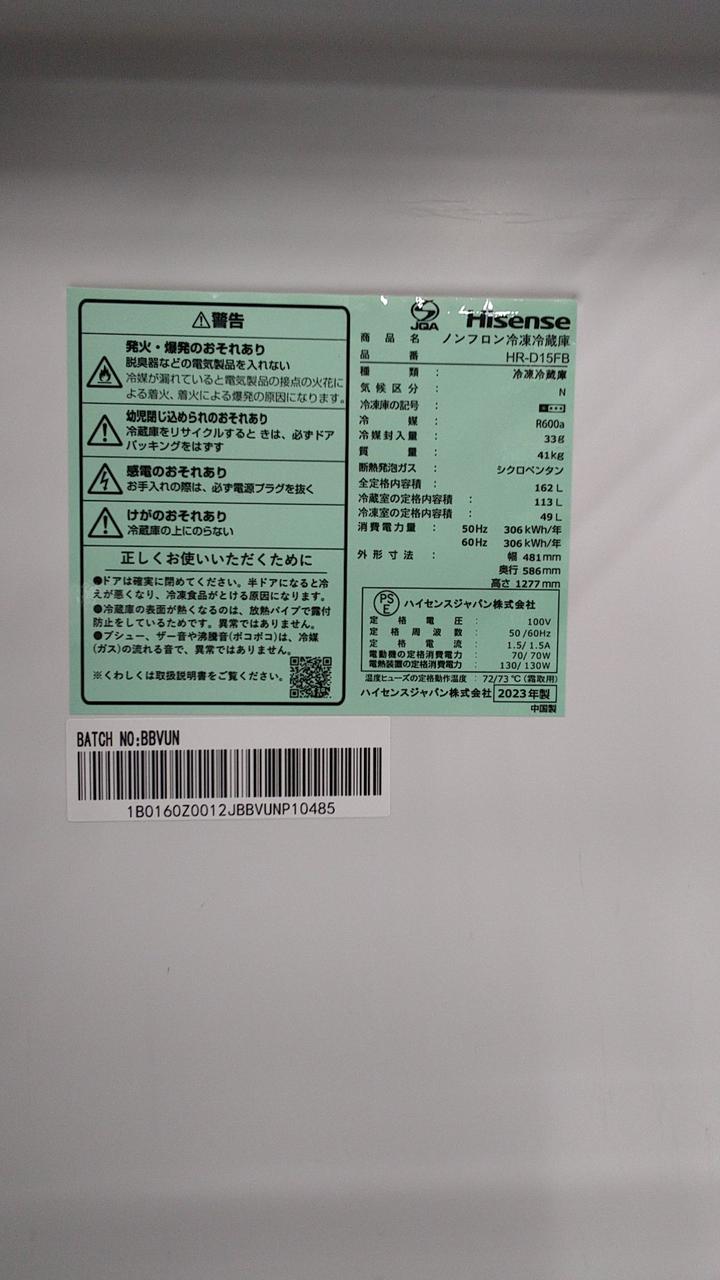 警告
発火・爆発のおそれあり
脱臭器などの電気製品を入れない
冷媒が漏れていると電気製品の接点の火花に
よる着火、着火による爆発の原因になります。
幼児閉じ込められのおそれあり
冷蔵庫をリサイクルするときは、必ずドア
パッキングをはずす
感電のおそれあり
お手入れの際は、必ず電源プラグを抜く
けがのおそれあり
冷蔵庫の上にのらない
正しくお使いいただくために
●ドアは確実に閉めてください。半ドアになると冷
えが悪くなり、冷凍食品がとける原因になります。
●冷蔵庫の表面が熱くなるのは、放熱パイプで露付
防止をしているためです。異常ではありません。
●プシュー、ザー音や沸騰音(ポコポコ)は、冷媒
(ガス)の流れる音で、異常ではありません。
※くわしくは取扱説明書をご覧ください。
JQA
Hisense
商品名 ノンフロン冷凍冷蔵庫
品番 HR-D15FB
種類 : 冷凍冷蔵庫
気候区分 : N
冷凍庫の記号 :
冷媒 : R600a
冷媒封入量 : 33g
質量 : 41kg
断熱発泡ガス : シクロペンタン
全定格内容積 : 162 L
冷蔵室の定格内容積 : 113 L
冷凍室の定格内容積 : 49 L
消費電力量 : 50Hz 306 kWh/年
60Hz 306 kWh/年
外形寸法 : 幅 481mm
奥行 586mm
高さ 1277mm
PSE ハイセンスジャパン株式会社
定格電圧 : 100V
定格周波数 : 50/60Hz
定格電流 : 1.5/1.5A
電動機の定格消費電力 : 70/70W
電熱装置の定格消費電力 : 130/130W
温度ヒューズの定格動作温度 : 72/73 ℃(霜取用)
ハイセンスジャパン株式会社 2023年製
中国製
BATCH NO:BBVUN
1B0160Z0012JBBVUNP10485